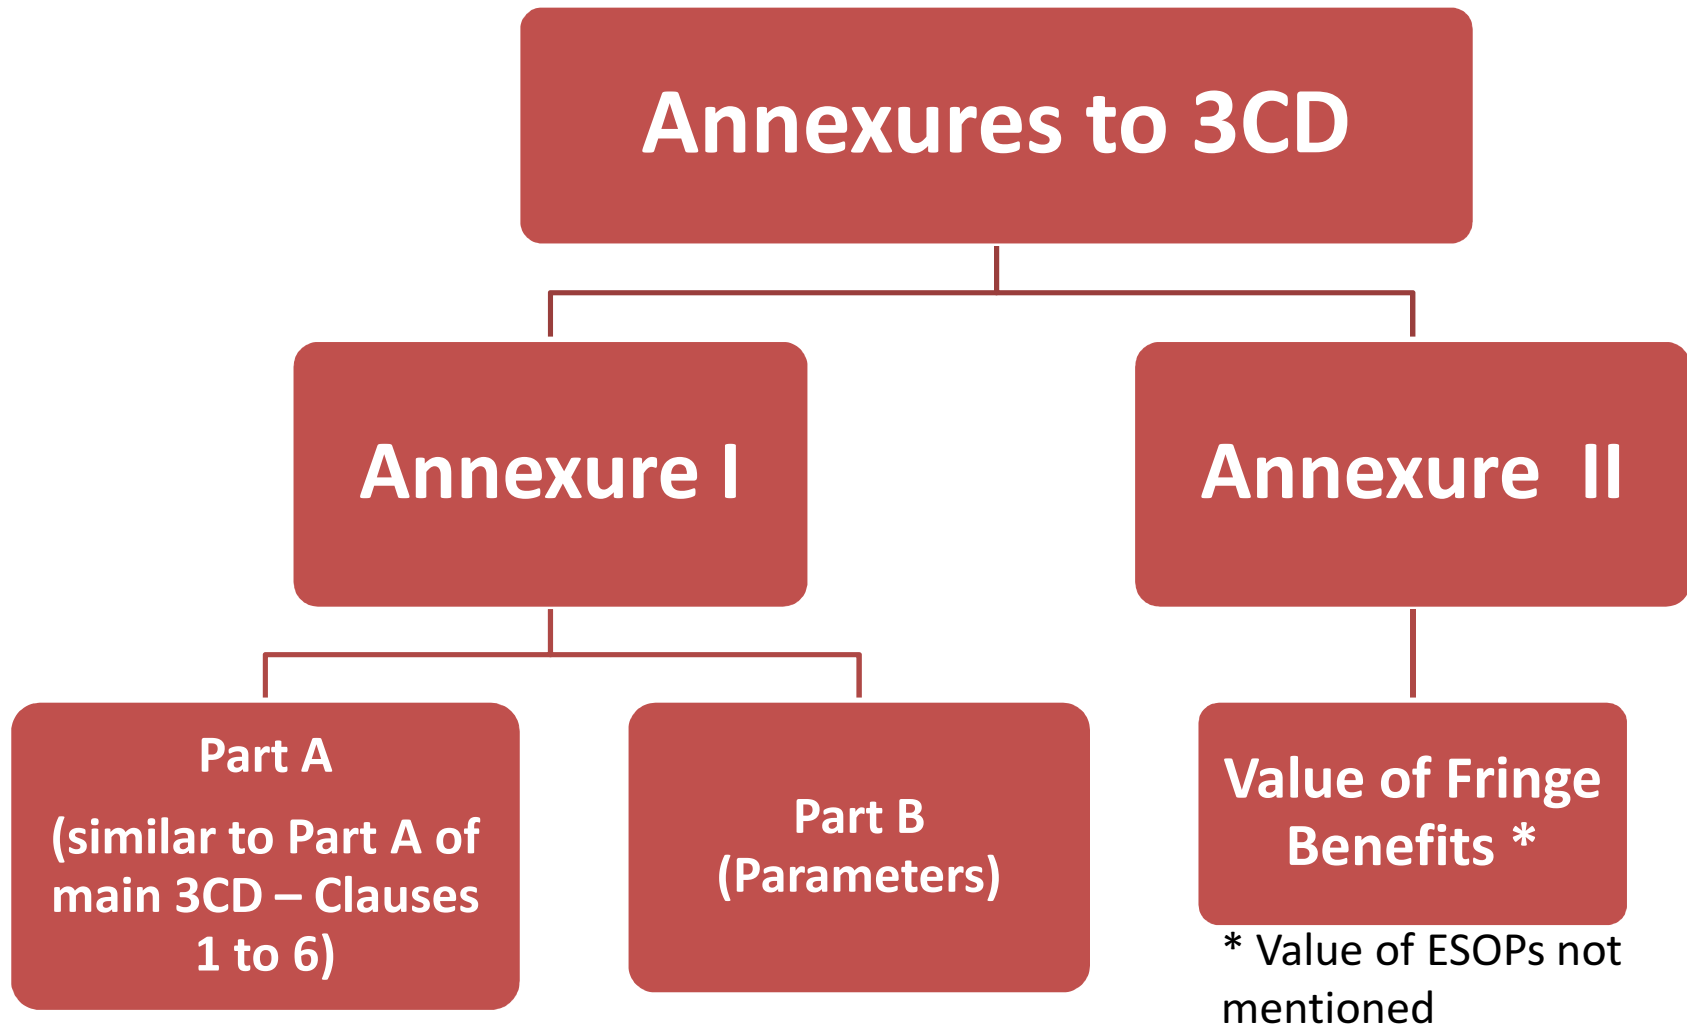 Annexures to 3CD
Annexure I
Annexure  II
Part A
(similar to Part A of
main 3CD – Clauses
1 to 6)
Part B
(Parameters)
Value of Fringe
Benefits *
* Value of ESOPs not
mentioned